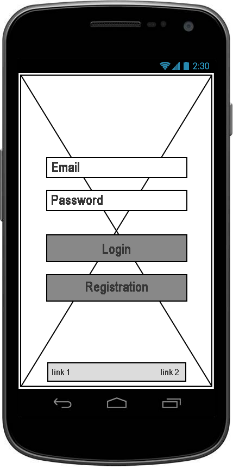 2:30
Email
Password
Login
Registration
link 1 link 2